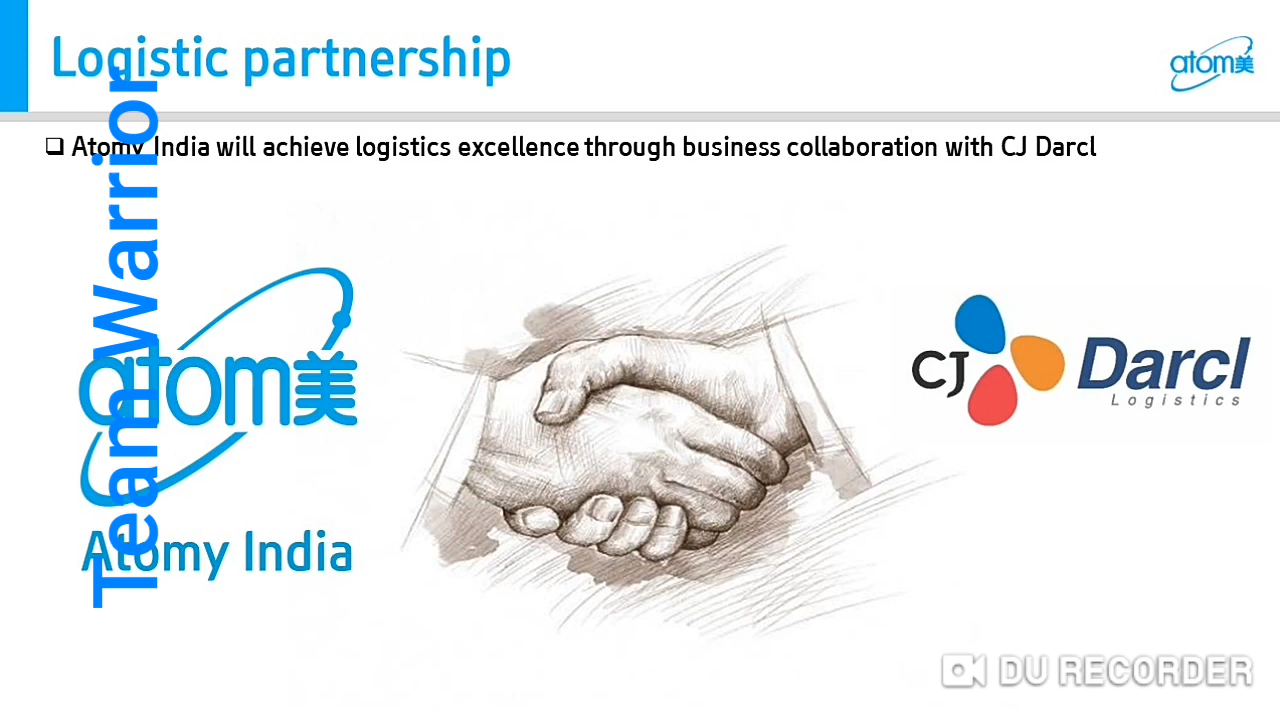 Logistic partnership
atom美
Atomy India will achieve logistics excellence through business collaboration with CJ Darcl
Team Warrior
atom美
Atomy India
CJ Darcl
Logistics
DU RECORDER